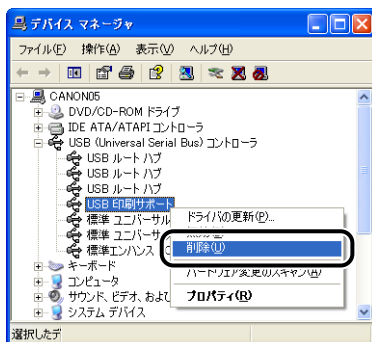 デバイス マネージャ
ファイル(F) 操作(A) 表示(V) ヘルプ(H)
CANON05
DVD/CD-ROM ドライブ
IDE ATA/ATAPI コントローラ
USB (Universal Serial Bus) コントローラ
USB ルート ハブ
USB ルート ハブ
USB ルート ハブ
USB 印刷サポート
ドライバの更新(P)...
標準 ユニバーサル
標準 ユニバーサ
削除(U)
標準エンハンス
ハードウェア変更のスキャン(A)
キーボード
コンピュータ
プロパティ(R)
サウンド、ビデオ、および
システム デバイス
選択したデ